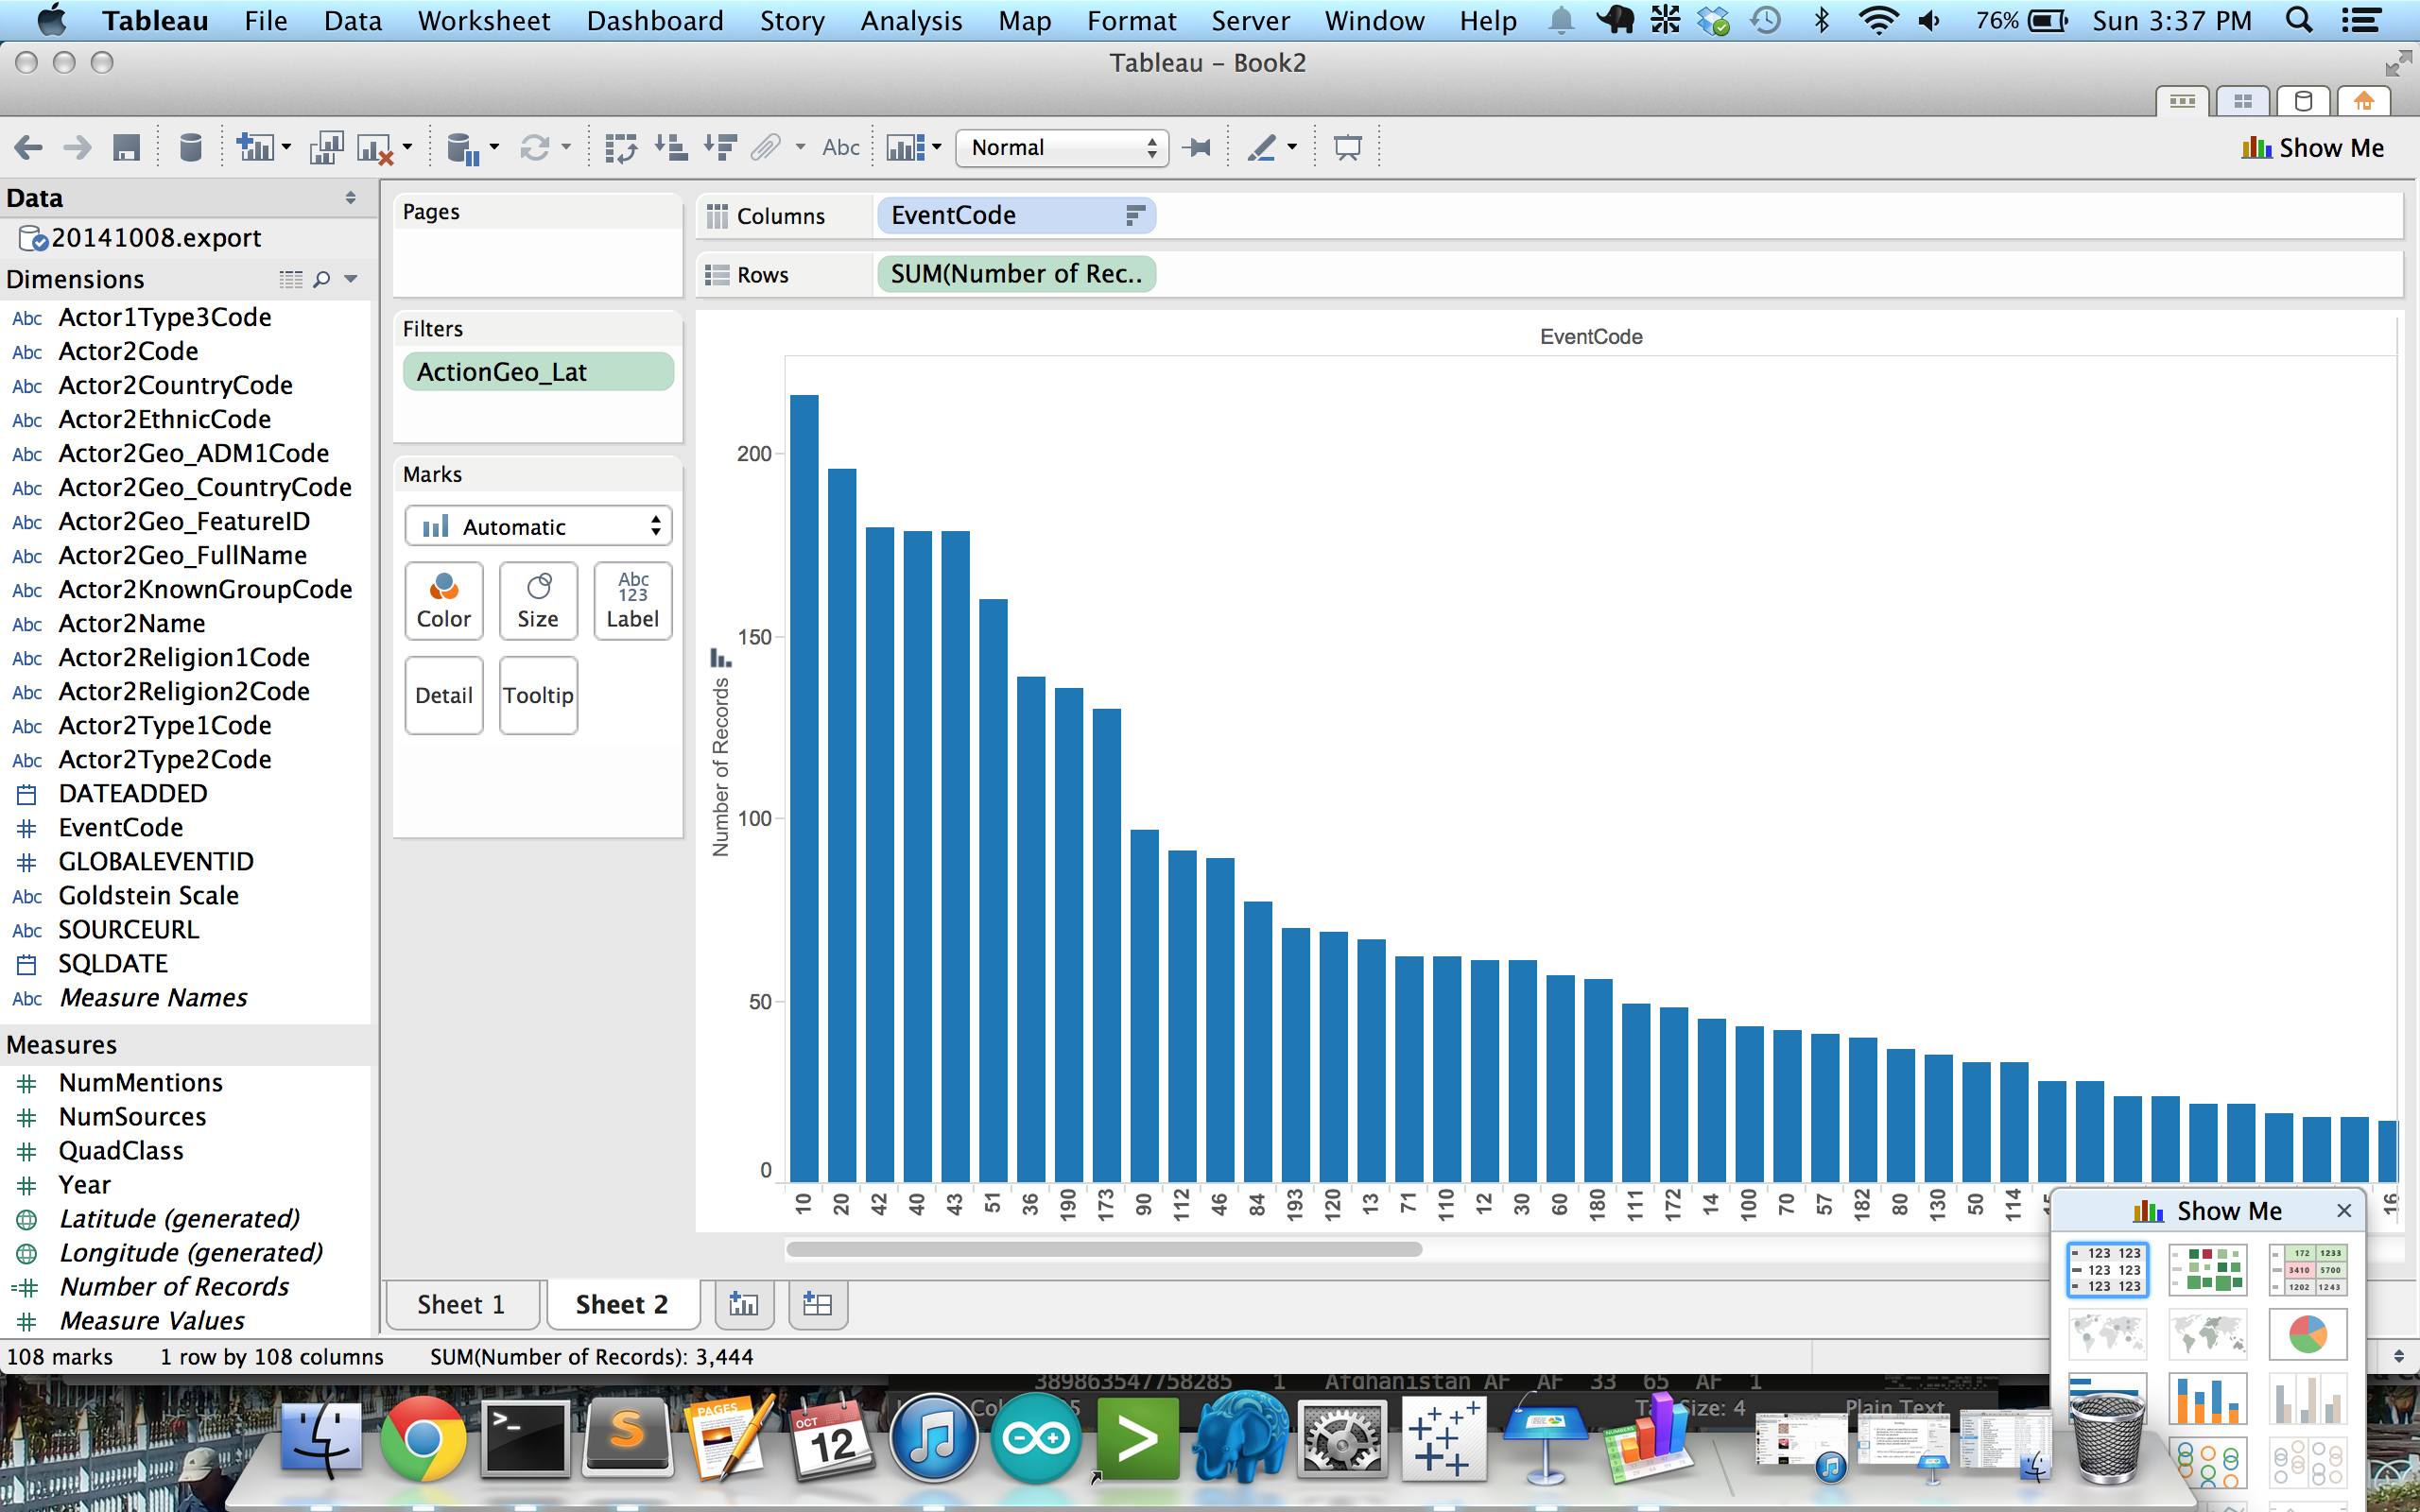 Tableau File Data Worksheet Dashboard Story Analysis Map Format Server Window Help 76% Sun 3:37 PM
Tableau - Book2
Abc Normal Show Me
Data
20141008.export
Dimensions
Abc Actor1Type3Code
Abc Actor2Code
Abc Actor2CountryCode
Abc Actor2EthnicCode
Abc Actor2Geo_ADM1Code
Abc Actor2Geo_CountryCode
Abc Actor2Geo_FeatureID
Abc Actor2Geo_FullName
Abc Actor2KnownGroupCode
Abc Actor2Name
Abc Actor2Religion1Code
Abc Actor2Religion2Code
Abc Actor2Type1Code
Abc Actor2Type2Code
DATEADDED
# EventCode
# GLOBALEVENTID
Abc Goldstein Scale
Abc SOURCEURL
SQLDATE
Abc Measure Names
Measures
# NumMentions
# NumSources
# QuadClass
# Year
Latitude (generated)
Longitude (generated)
=# Number of Records
# Measure Values
Pages
Filters
ActionGeo_Lat
Marks
Automatic
Color Size Abc 123 Label
Detail Tooltip
Columns EventCode
Rows SUM(Number of Rec..
EventCode
Number of Records
200
150
100
50
0
10 20 42 40 43 51 36 190 173 90 112 46 84 193 120 13 71 110 12 30 60 180 111 172 14 100 70 57 182 80 130 50 114
Show Me
123 123
123 123
123 123
172 1233
3410 5700
1202 1243
Sheet 1 Sheet 2
108 marks 1 row by 108 columns SUM(Number of Records): 3,444
389863547758285 1 Afghanistan AF AF 33 65 AF 1
Size: 4 Plain Text
PAGES
OCT
12
NUMBERS